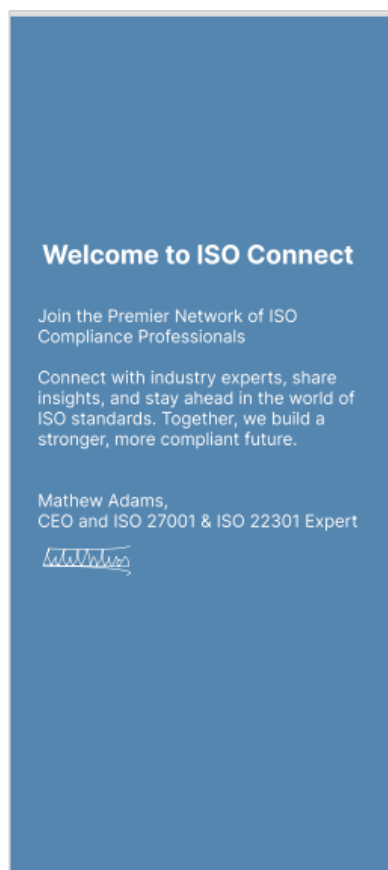 Welcome to ISO Connect
Join the Premier Network of ISO
Compliance Professionals
Connect with industry experts, share
insights, and stay ahead in the world of
ISO standards. Together, we build a
stronger, more compliant future.
Mathew Adams,
CEO and ISO 27001 & ISO 22301 Expert